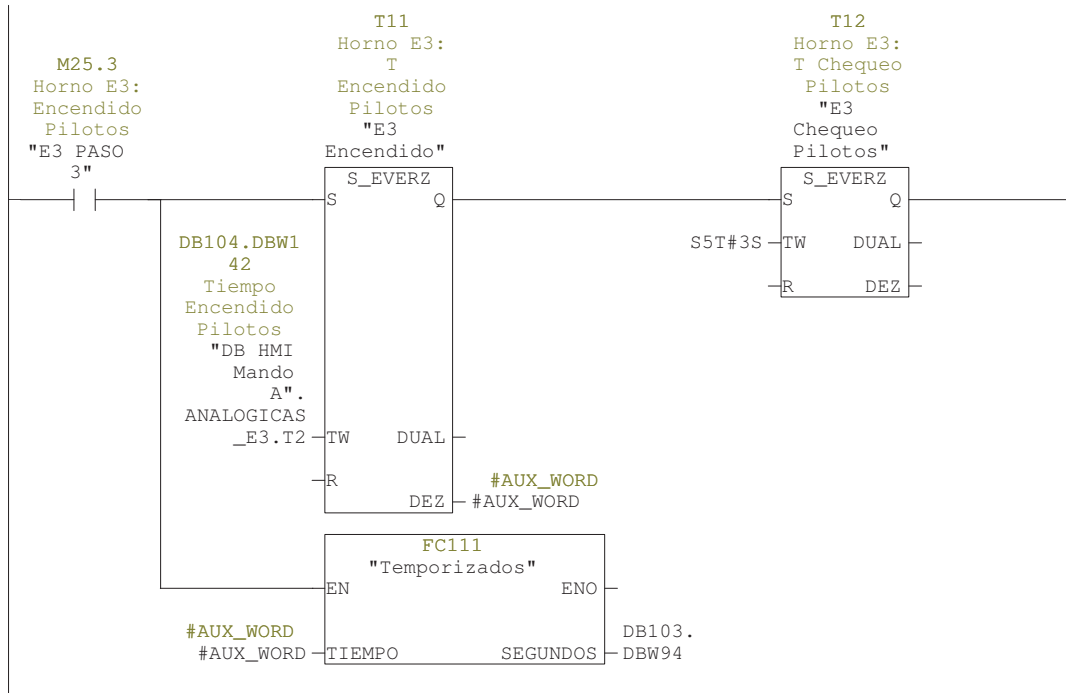 M25.3
Horno E3:
Encendido
Pilotos
"E3 PASO
3"
T11
Horno E3:
T
Encendido
Pilotos
"E3
Encendido"
S_EVERZ
S
Q
DB104.DBW1
42
Tiempo
Encendido
Pilotos
"DB HMI
Mando
A".
ANALOGICAS
_E3.T2
TW
DUAL
R
DEZ
#AUX_WORD
#AUX_WORD
T12
Horno E3:
T Chequeo
Pilotos
"E3
Chequeo
Pilotos"
S_EVERZ
S
Q
S5T#3S
TW
DUAL
R
DEZ
FC111
"Temporizados"
EN
ENO
#AUX_WORD
#AUX_WORD
TIEMPO
SEGUNDOS
DB103.
DBW94